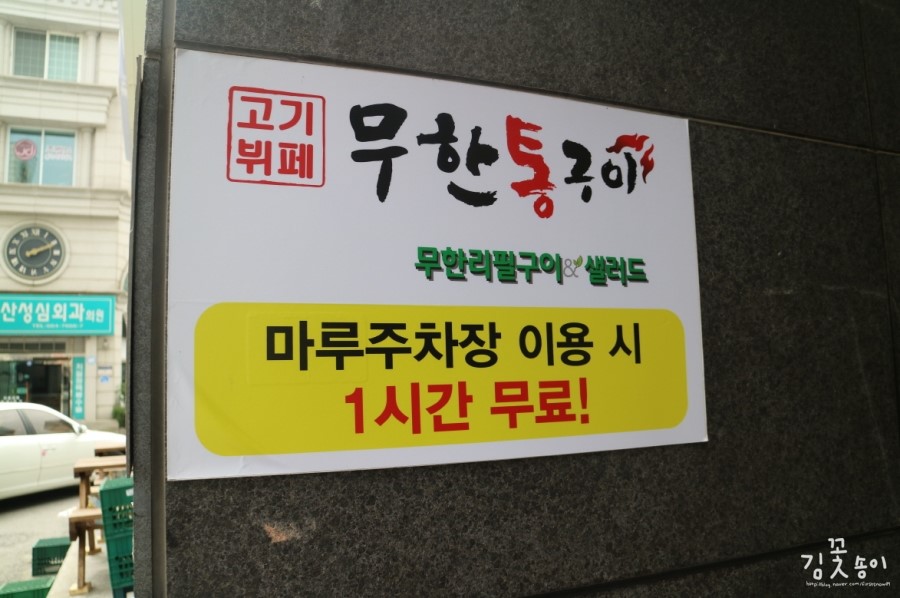 고기
뷔페
무한통구이
무한리필구이&샐러드
마루주차장 이용 시
1시간 무료!
산성심외과의원
김꽃송이